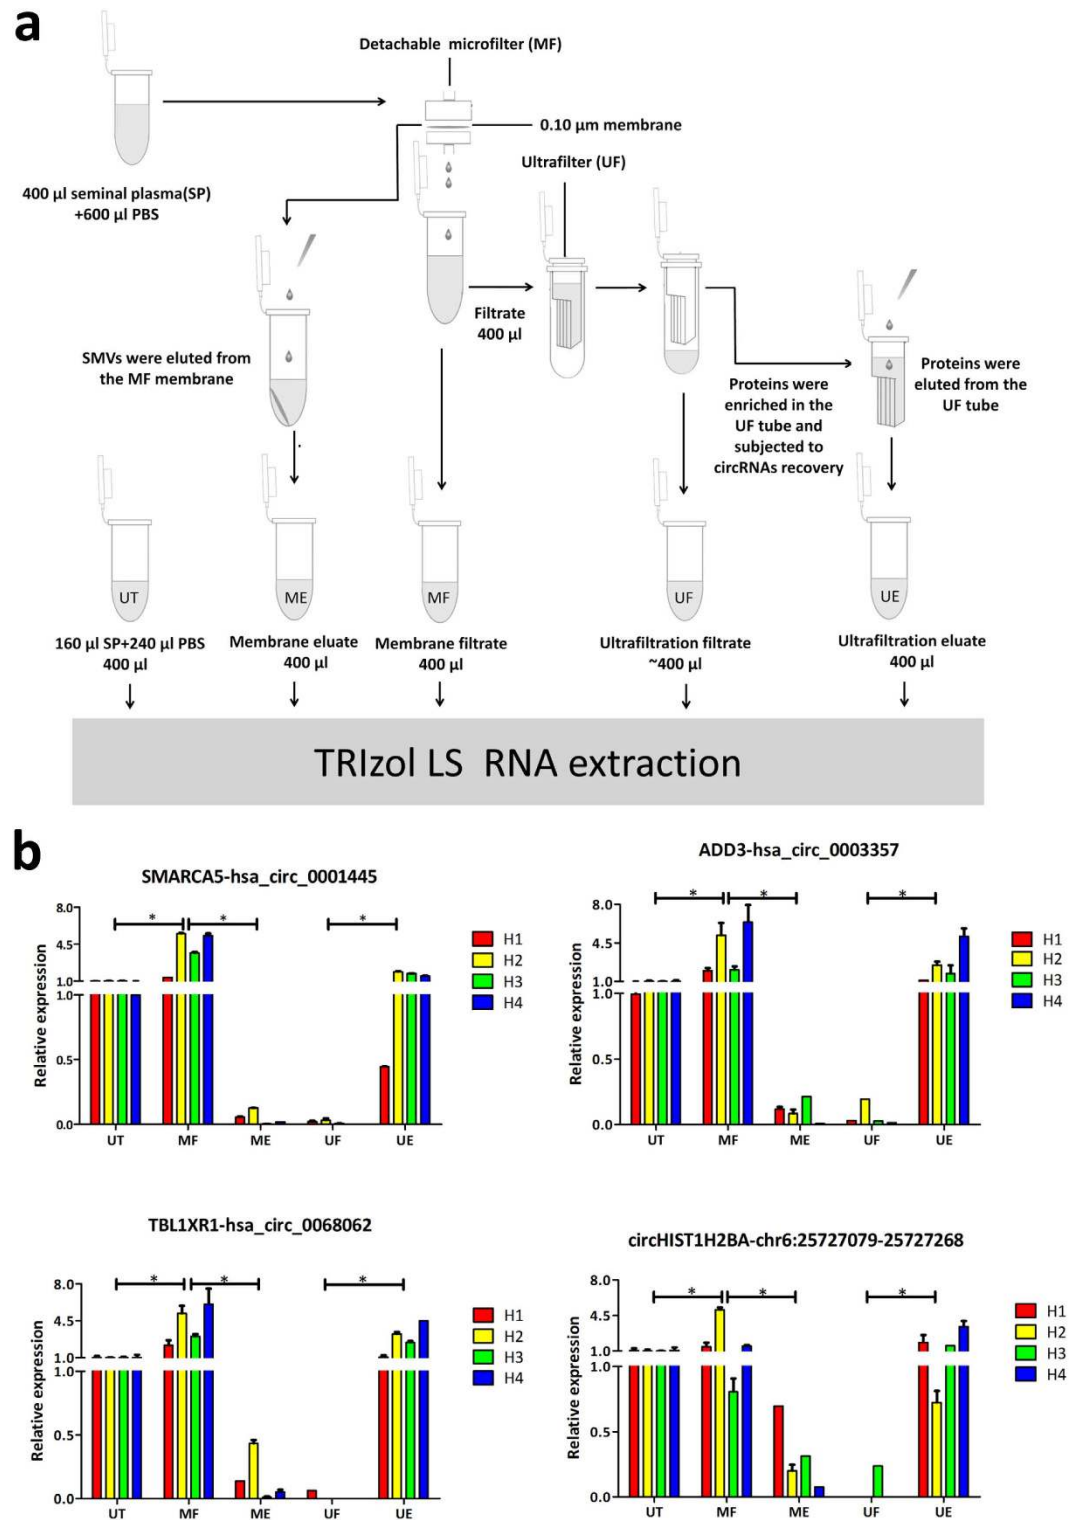 a
Detachable microfilter (MF)
0.10 µm membrane
Ultrafilter (UF)
400 µl seminal plasma(SP)
+600 µl PBS
Filtrate
400 µl
SMVs were eluted from
the MF membrane
Proteins were
enriched in the
UF tube and
subjected to
circRNAs recovery
Proteins were
eluted from the
UF tube
UT
ME
MF
UF
UE
160 µl SP+240 µl PBS
400 µl
Membrane eluate
400 µl
Membrane filtrate
400 µl
Ultrafiltration filtrate
~400 µl
Ultrafiltration eluate
400 µl
TRIzol LS RNA extraction
b
SMARCA5-hsa_circ_0001445
Relative expression
8.0
4.5
1.0
1.0
0.5
0.0
* * *
UT MF ME UF UE
H1
H2
H3
H4
ADD3-hsa_circ_0003357
Relative expression
8.0
4.5
1.0
1.0
0.5
0.0
* * *
UT MF ME UF UE
H1
H2
H3
H4
TBL1XR1-hsa_circ_0068062
Relative expression
8.0
4.5
1.0
1.0
0.5
0.0
* * *
UT MF ME UF UE
H1
H2
H3
H4
circHIST1H2BA-chr6:25727079-25727268
Relative expression
8.0
4.5
1.0
1.0
0.5
0.0
* * *
UT MF ME UF UE
H1
H2
H3
H4